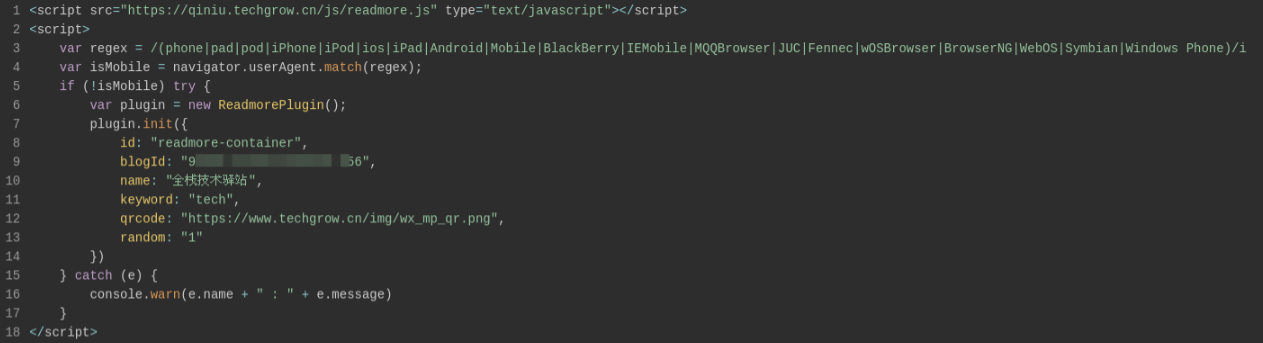 1 <script src="https://qiniu.techgrow.cn/js/readmore.js" type="text/javascript"></script>
2 <script>
3     var regex = /(phone|pad|pod|iPhone|iPod|ios|iPad|Android|Mobile|BlackBerry|IEMobile|MQQBrowser|JUC|Fennec|wOSBrowser|BrowserNG|WebOS|Symbian|Windows Phone)/i
4     var isMobile = navigator.userAgent.match(regex);
5     if (!isMobile) try {
6         var plugin = new ReadmorePlugin();
7         plugin.init({
8             id: "readmore-container",
9             blogId: "9 56",
10             name: "全栈技术驿站",
11             keyword: "tech",
12             qrcode: "https://www.techgrow.cn/img/wx_mp_qr.png",
13             random: "1"
14         })
15     } catch (e) {
16         console.warn(e.name + " : " + e.message)
17     }
18 </script>